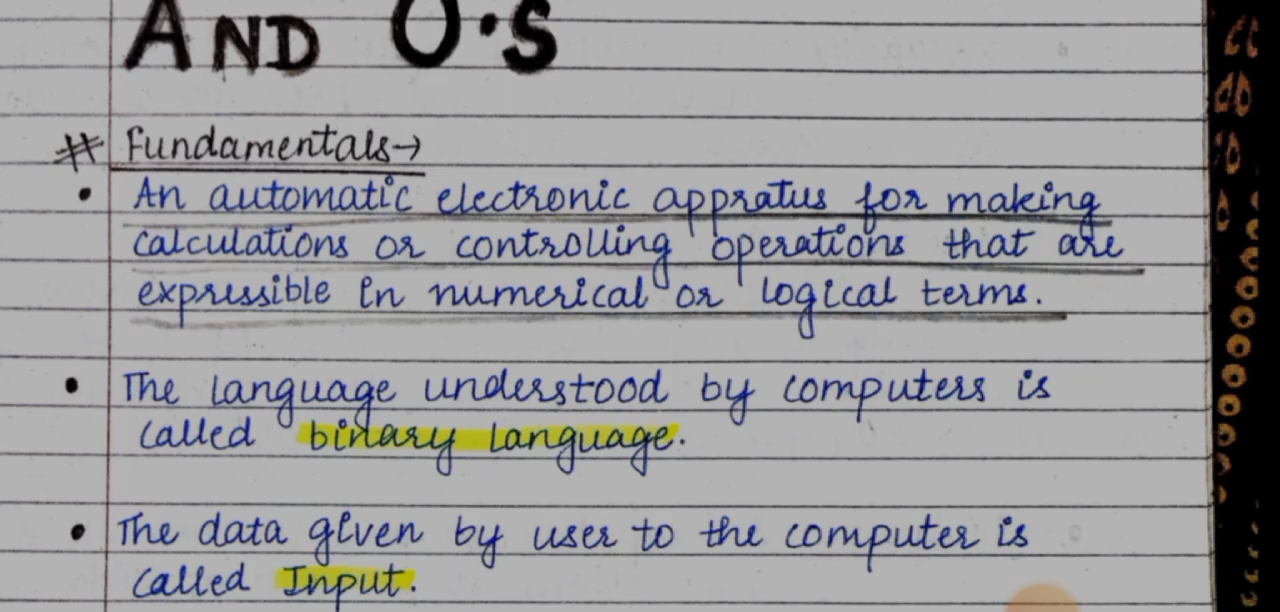 AND O.S
# Fundamentals→
• An automatic electronic appratus for making
calculations or controlling operations that are
expressible in numerical or logical terms.
• The language understood by computers is
called binary language.
• The data given by user to the computer is
called Input.